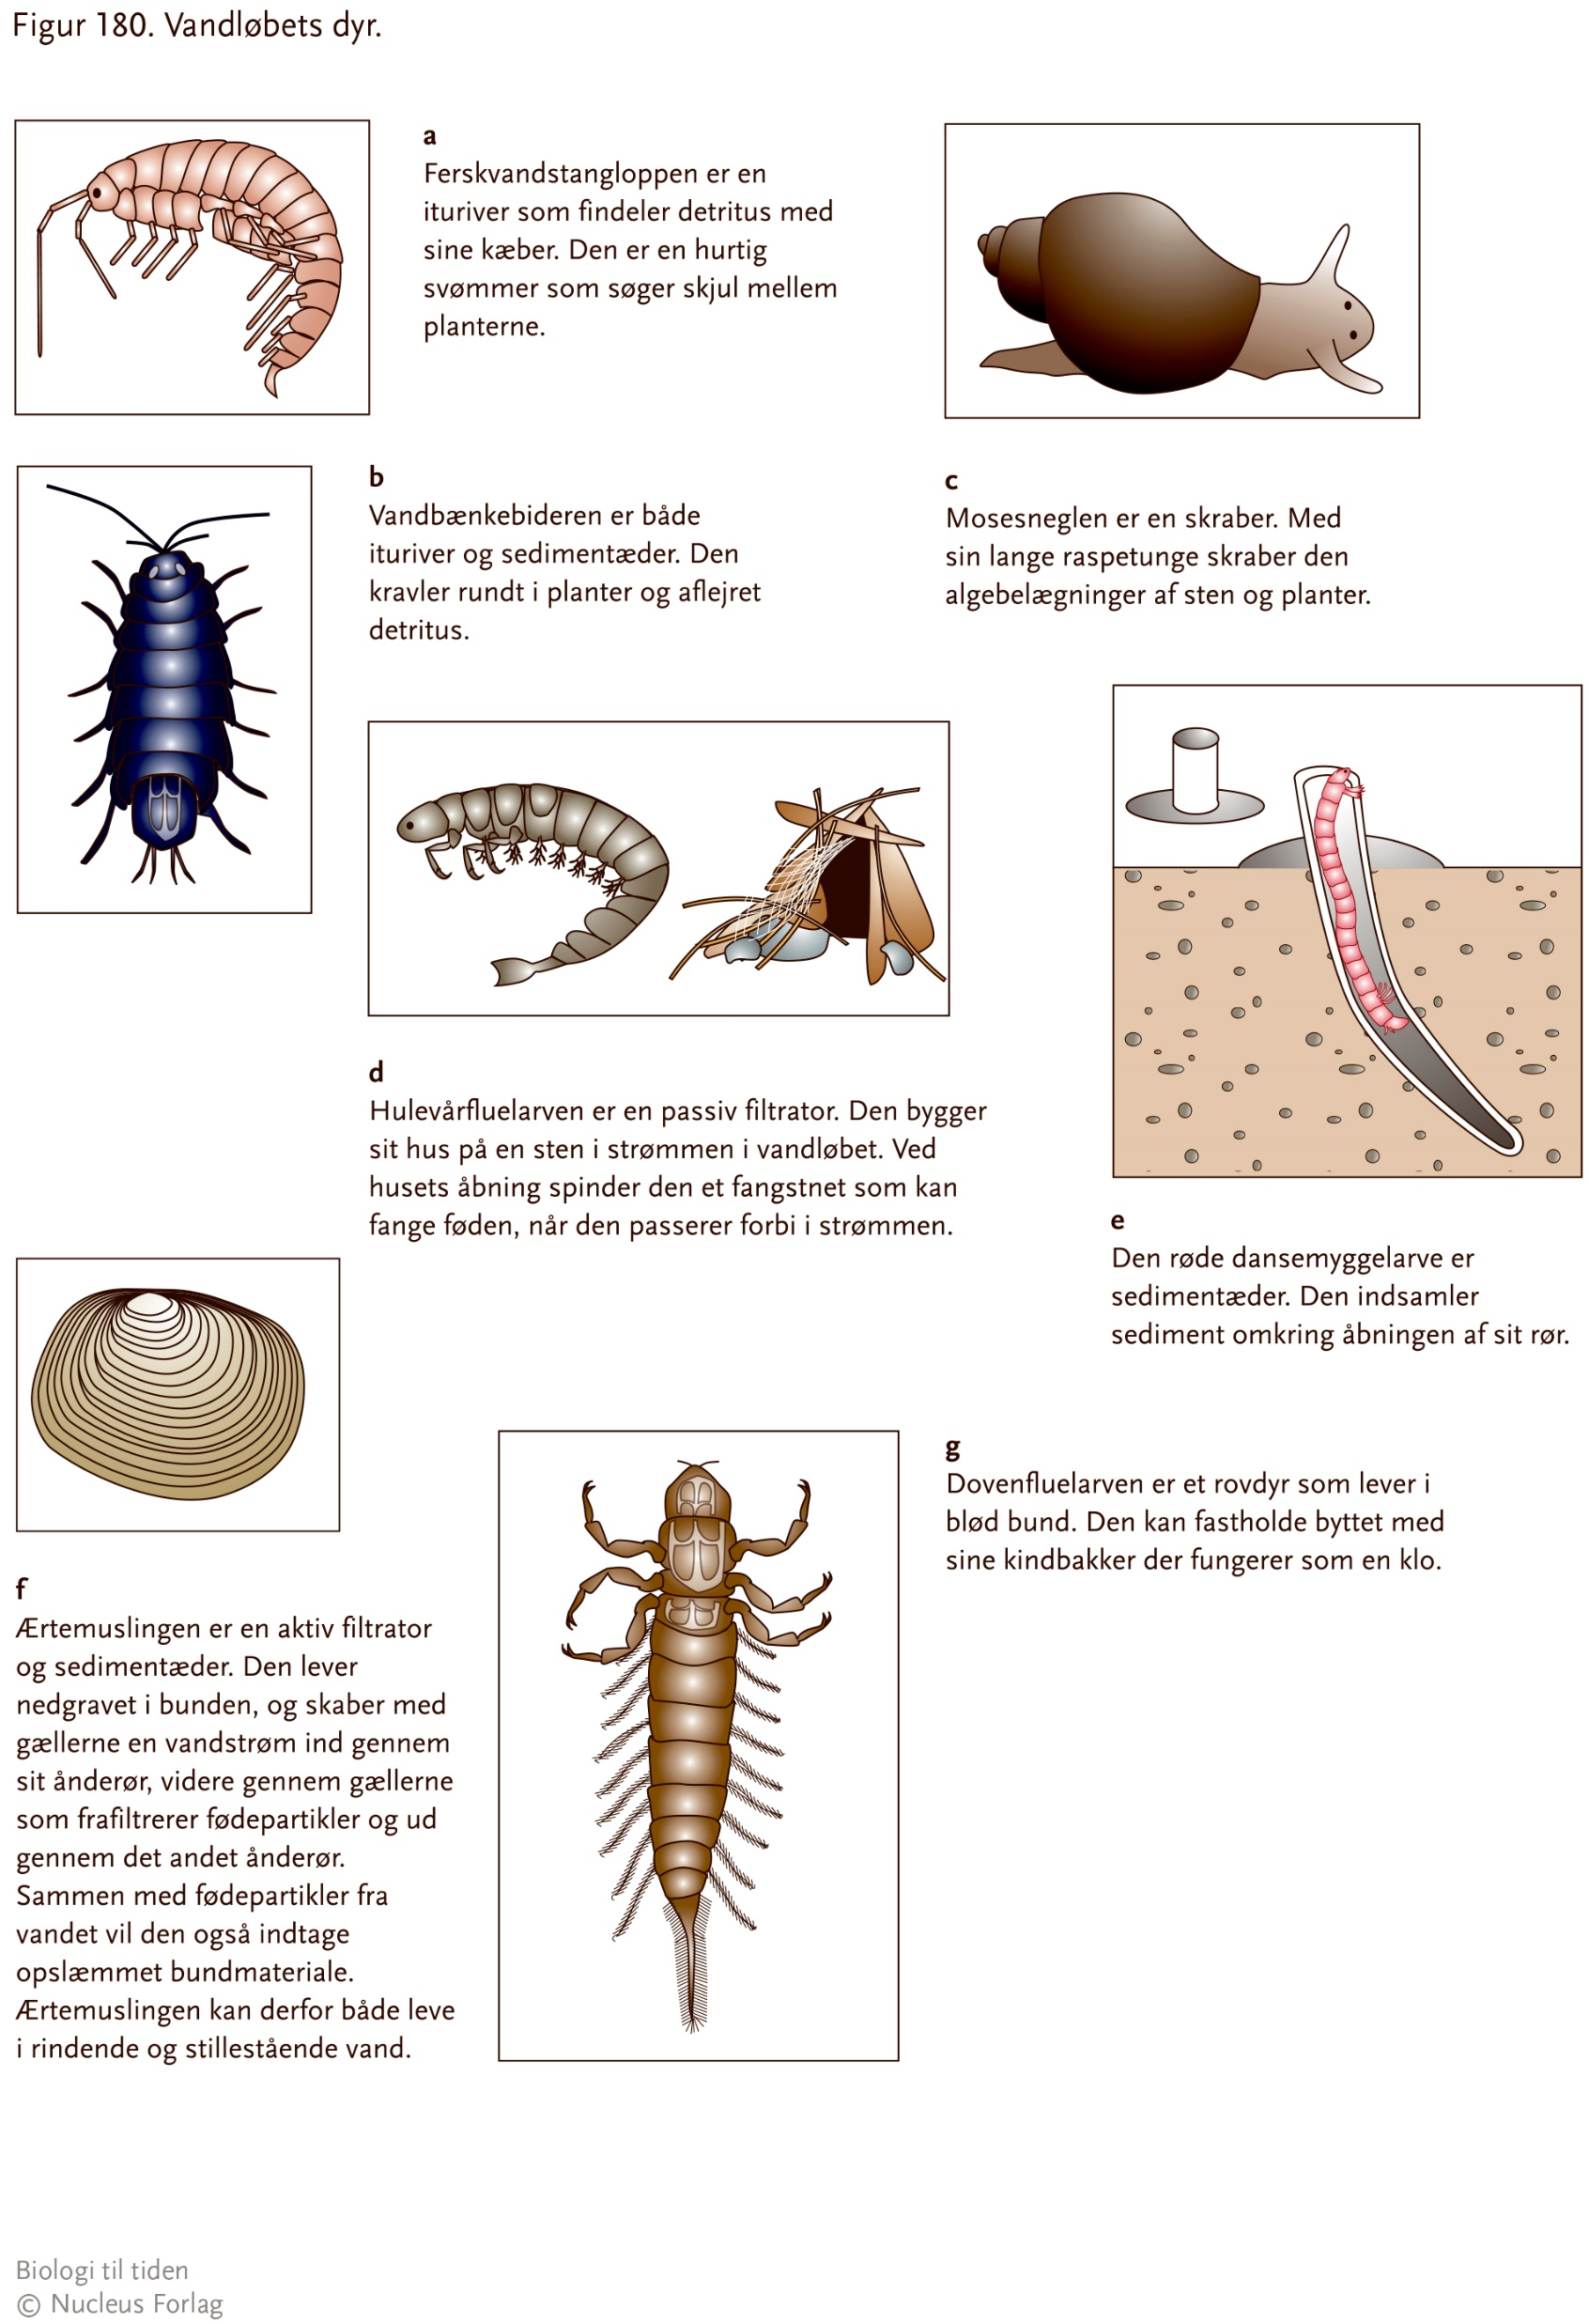 Figur 180. Vandløbets dyr.
a
Ferskvandstangloppen er en
ituriver som findeler detritus med
sine kæber. Den er en hurtig
svømmer som søger skjul mellem
planterne.
b
Vandbænkebideren er både
ituriver og sedimentæder. Den
kravler rundt i planter og aflejret
detritus.
c
Mosesneglen er en skraber. Med
sin lange raspetunge skraber den
algebelægninger af sten og planter.
d
Hulevårfluelarven er en passiv filtrator. Den bygger
sit hus på en sten i strømmen i vandløbet. Ved
husets åbning spinder den et fangstnet som kan
fange føden, når den passerer forbi i strømmen.
e
Den røde dansemyggelarve er
sedimentæder. Den indsamler
sediment omkring åbningen af sit rør.
f
Ærtemuslingen er en aktiv filtrator
og sedimentæder. Den lever
nedgravet i bunden, og skaber med
gællerne en vandstrøm ind gennem
sit ånderør, videre gennem gællerne
som frafiltrerer fødepartikler og ud
gennem det andet ånderør.
Sammen med fødepartikler fra
vandet vil den også indtage
opslæmmet bundmateriale.
Ærtemuslingen kan derfor både leve
i rindende og stillestående vand.
g
Dovenfluelarven er et rovdyr som lever i
blød bund. Den kan fastholde byttet med
sine kindbakker der fungerer som en klo.
Biologi til tiden
© Nucleus Forlag